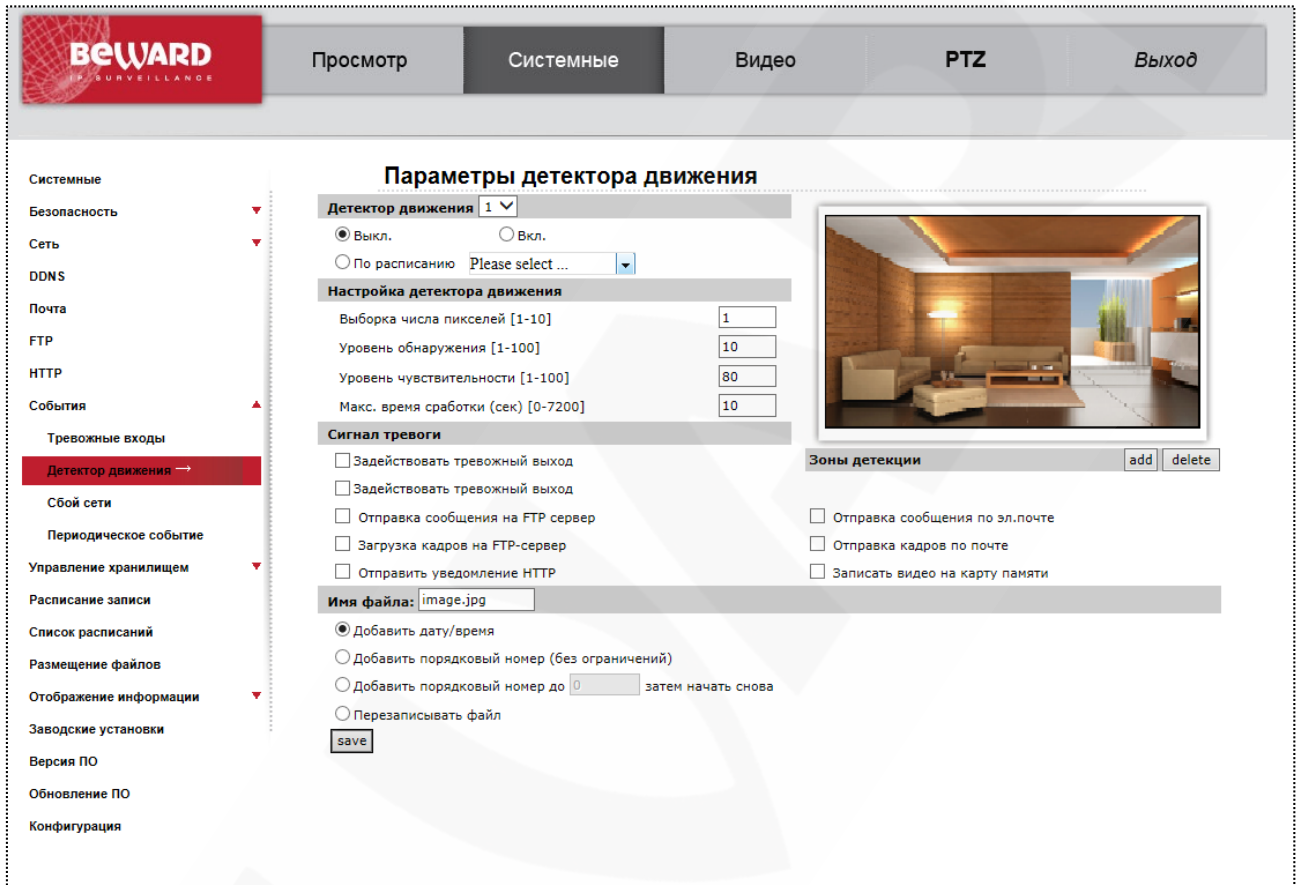 BEWARD
IP SURVEILLANCE
Просмотр
Системные
Видео
PTZ
Выход
Системные
Безопасность
Сеть
DDNS
Почта
FTP
HTTP
События
Тревожные входы
Детектор движения →
Сбой сети
Периодическое событие
Управление хранилищем
Расписание записи
Список расписаний
Размещение файлов
Отображение информации
Заводские установки
Версия ПО
Обновление ПО
Конфигурация
Параметры детектора движения
Детектор движения 1
Выкл. Вкл.
По расписанию Please select ...
Настройка детектора движения
Выборка числа пикселей [1-10] 1
Уровень обнаружения [1-100] 10
Уровень чувствительности [1-100] 80
Макс. время сработки (сек) [0-7200] 10
Сигнал тревоги
Зоны детекции add delete
Задействовать тревожный выход
Задействовать тревожный выход
Отправка сообщения на FTP сервер
Отправка сообщения по эл.почте
Загрузка кадров на FTP-сервер
Отправка кадров по почте
Отправить уведомление HTTP
Записать видео на карту памяти
Имя файла: image.jpg
Добавить дату/время
Добавить порядковый номер (без ограничений)
Добавить порядковый номер до 0 затем начать снова
Перезаписывать файл
save